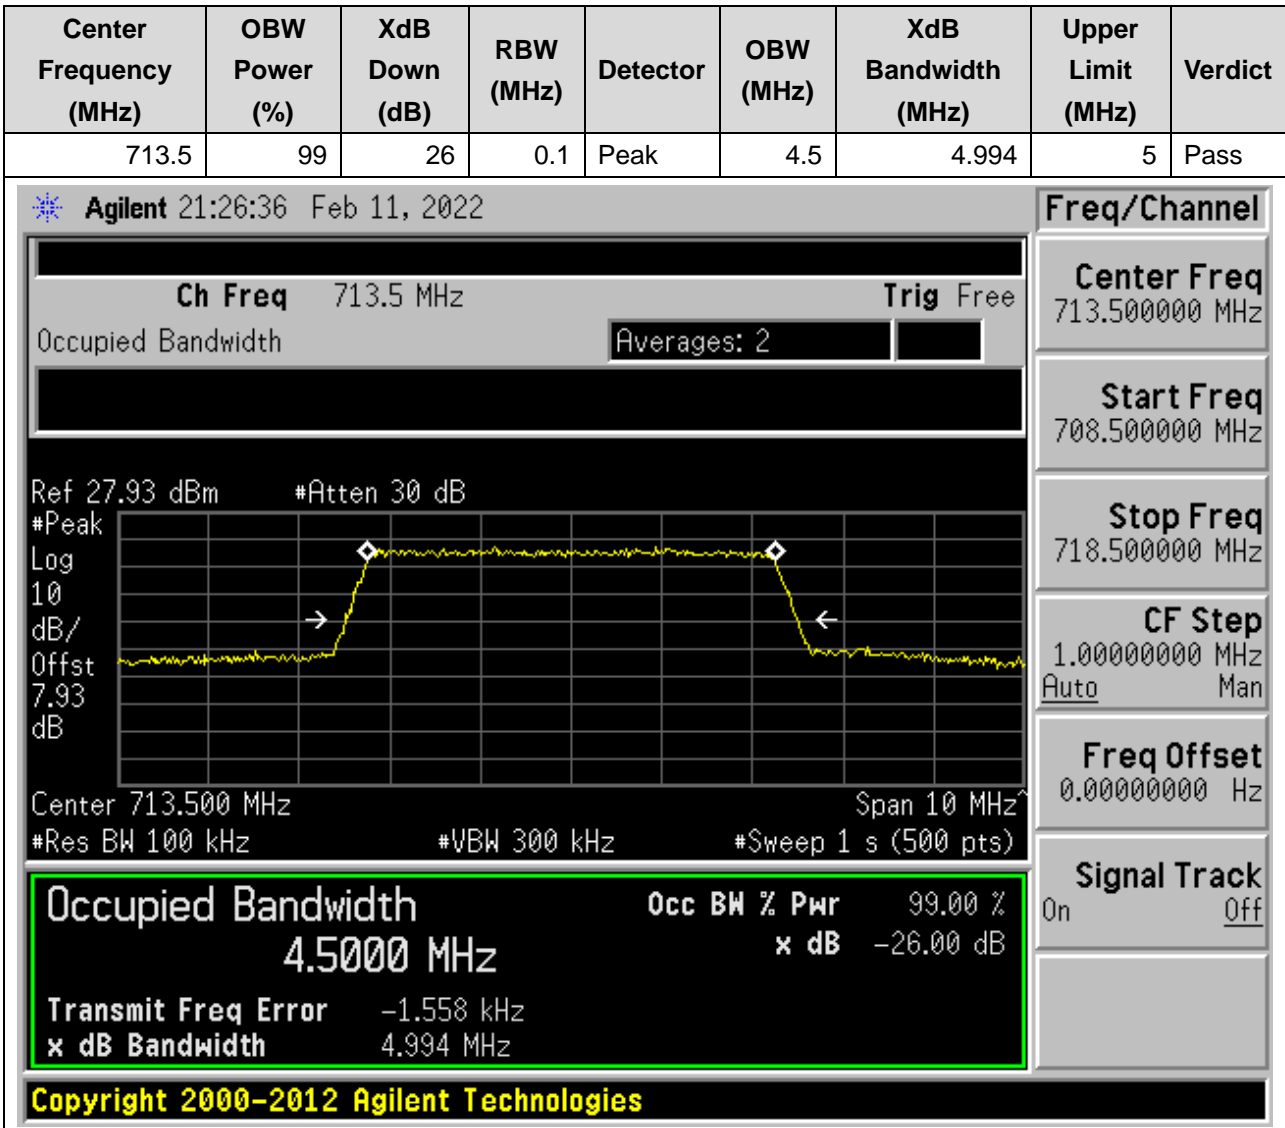 Center Frequency (MHz) OBW Power (%) XdB Down (dB) RBW (MHz) Detector OBW (MHz) XdB Bandwidth (MHz) Upper Limit (MHz) Verdict
713.5 99 26 0.1 Peak 4.5 4.994 5 Pass
Agilent 21:26:36 Feb 11, 2022
Freq/Channel
Ch Freq 713.5 MHz Trig Free
Occupied Bandwidth Averages: 2
Center Freq
713.500000 MHz
Start Freq
708.500000 MHz
Stop Freq
718.500000 MHz
CF Step
1.00000000 MHz
Auto Man
Freq Offset
0.00000000 Hz
Signal Track
On Off
Ref 27.93 dBm #Atten 30 dB
#Peak
Log
10
dB/
Offst
7.93
dB
Center 713.500 MHz Span 10 MHz^
#Res BW 100 kHz #VBW 300 kHz #Sweep 1 s (500 pts)
Occupied Bandwidth Occ BW % Pwr 99.00 %
4.5000 MHz x dB -26.00 dB
Transmit Freq Error -1.558 kHz
x dB Bandwidth 4.994 MHz
Copyright 2000-2012 Agilent Technologies